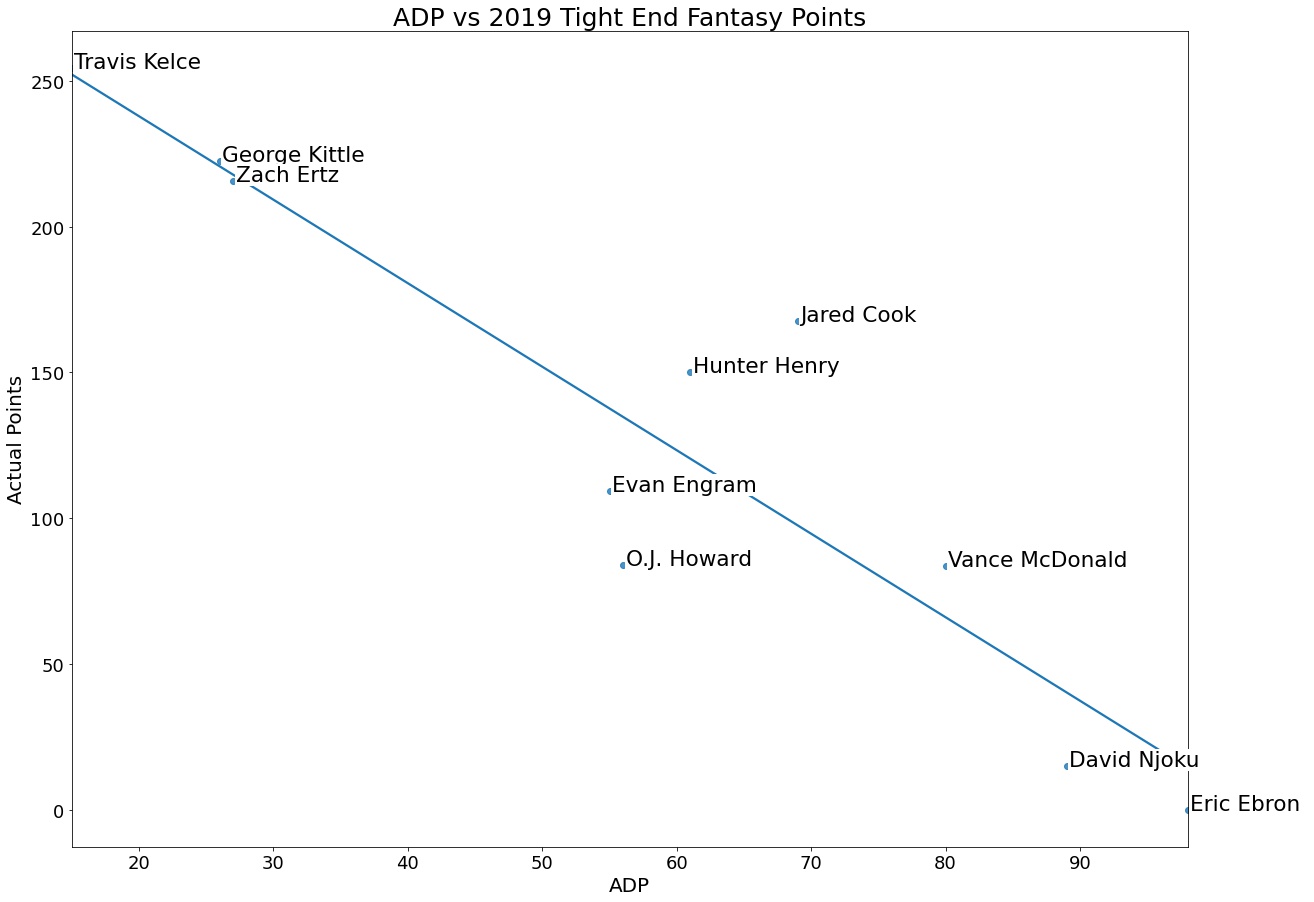 ADP vs 2019 Tight End Fantasy Points
Travis Kelce
250
George Kittle
Zach Ertz
200
Jared Cook
Hunter Henry
150
Actual Points
Evan Engram
100
O.J. Howard
Vance McDonald
50
David Njoku
Eric Ebron
0
20 30 40 50 60 70 80 90
ADP